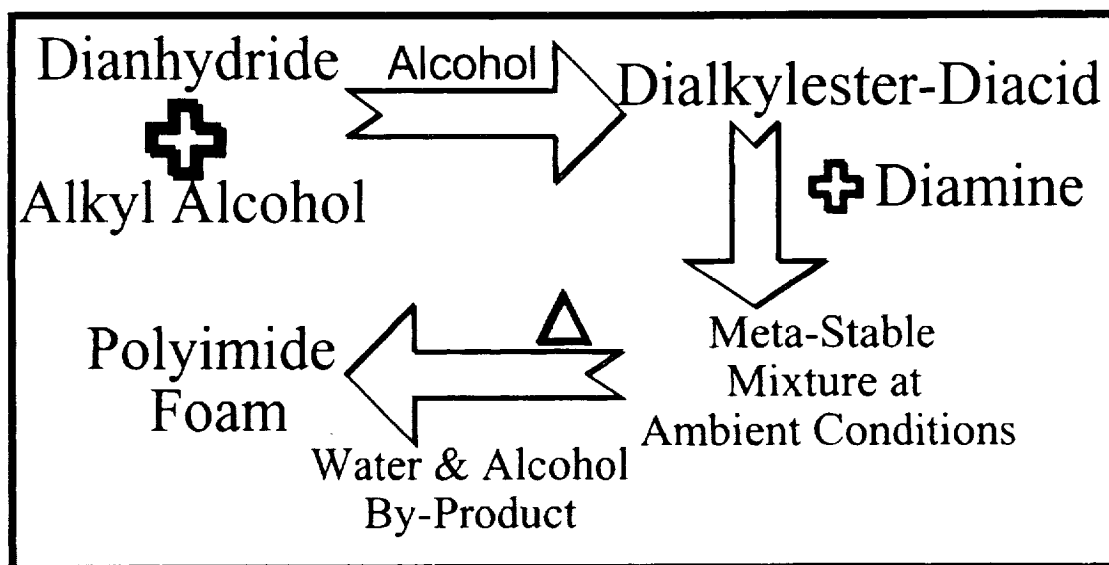 Dianhydride
Alkyl Alcohol
Alcohol
Dialkylester-Diacid
Diamine
Meta-Stable
Mixture at
Ambient Conditions
Polyimide
Foam
Water & Alcohol
By-Product